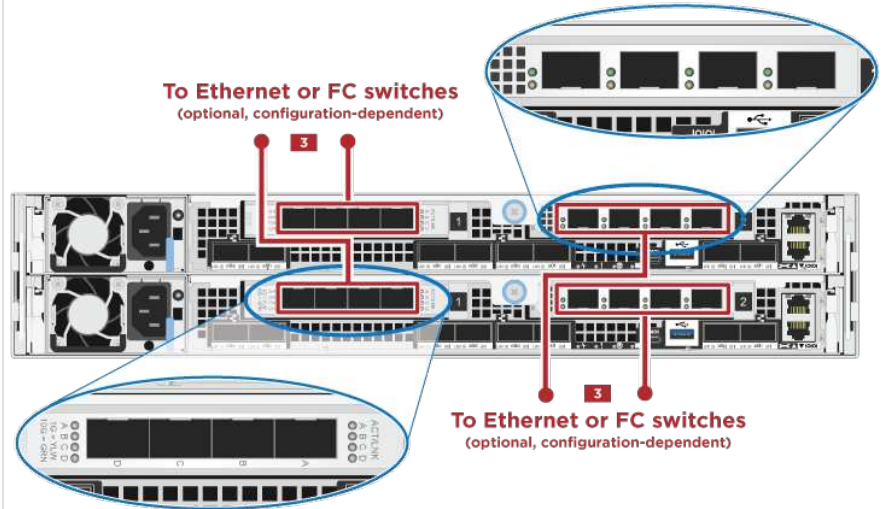 To Ethernet or FC switches
(optional, configuration-dependent)
3
1
1
2
3
To Ethernet or FC switches
(optional, configuration-dependent)
10G = GRN
1G = YLW
A B C D
D
C
B
A
A B C D
ACT/LNK